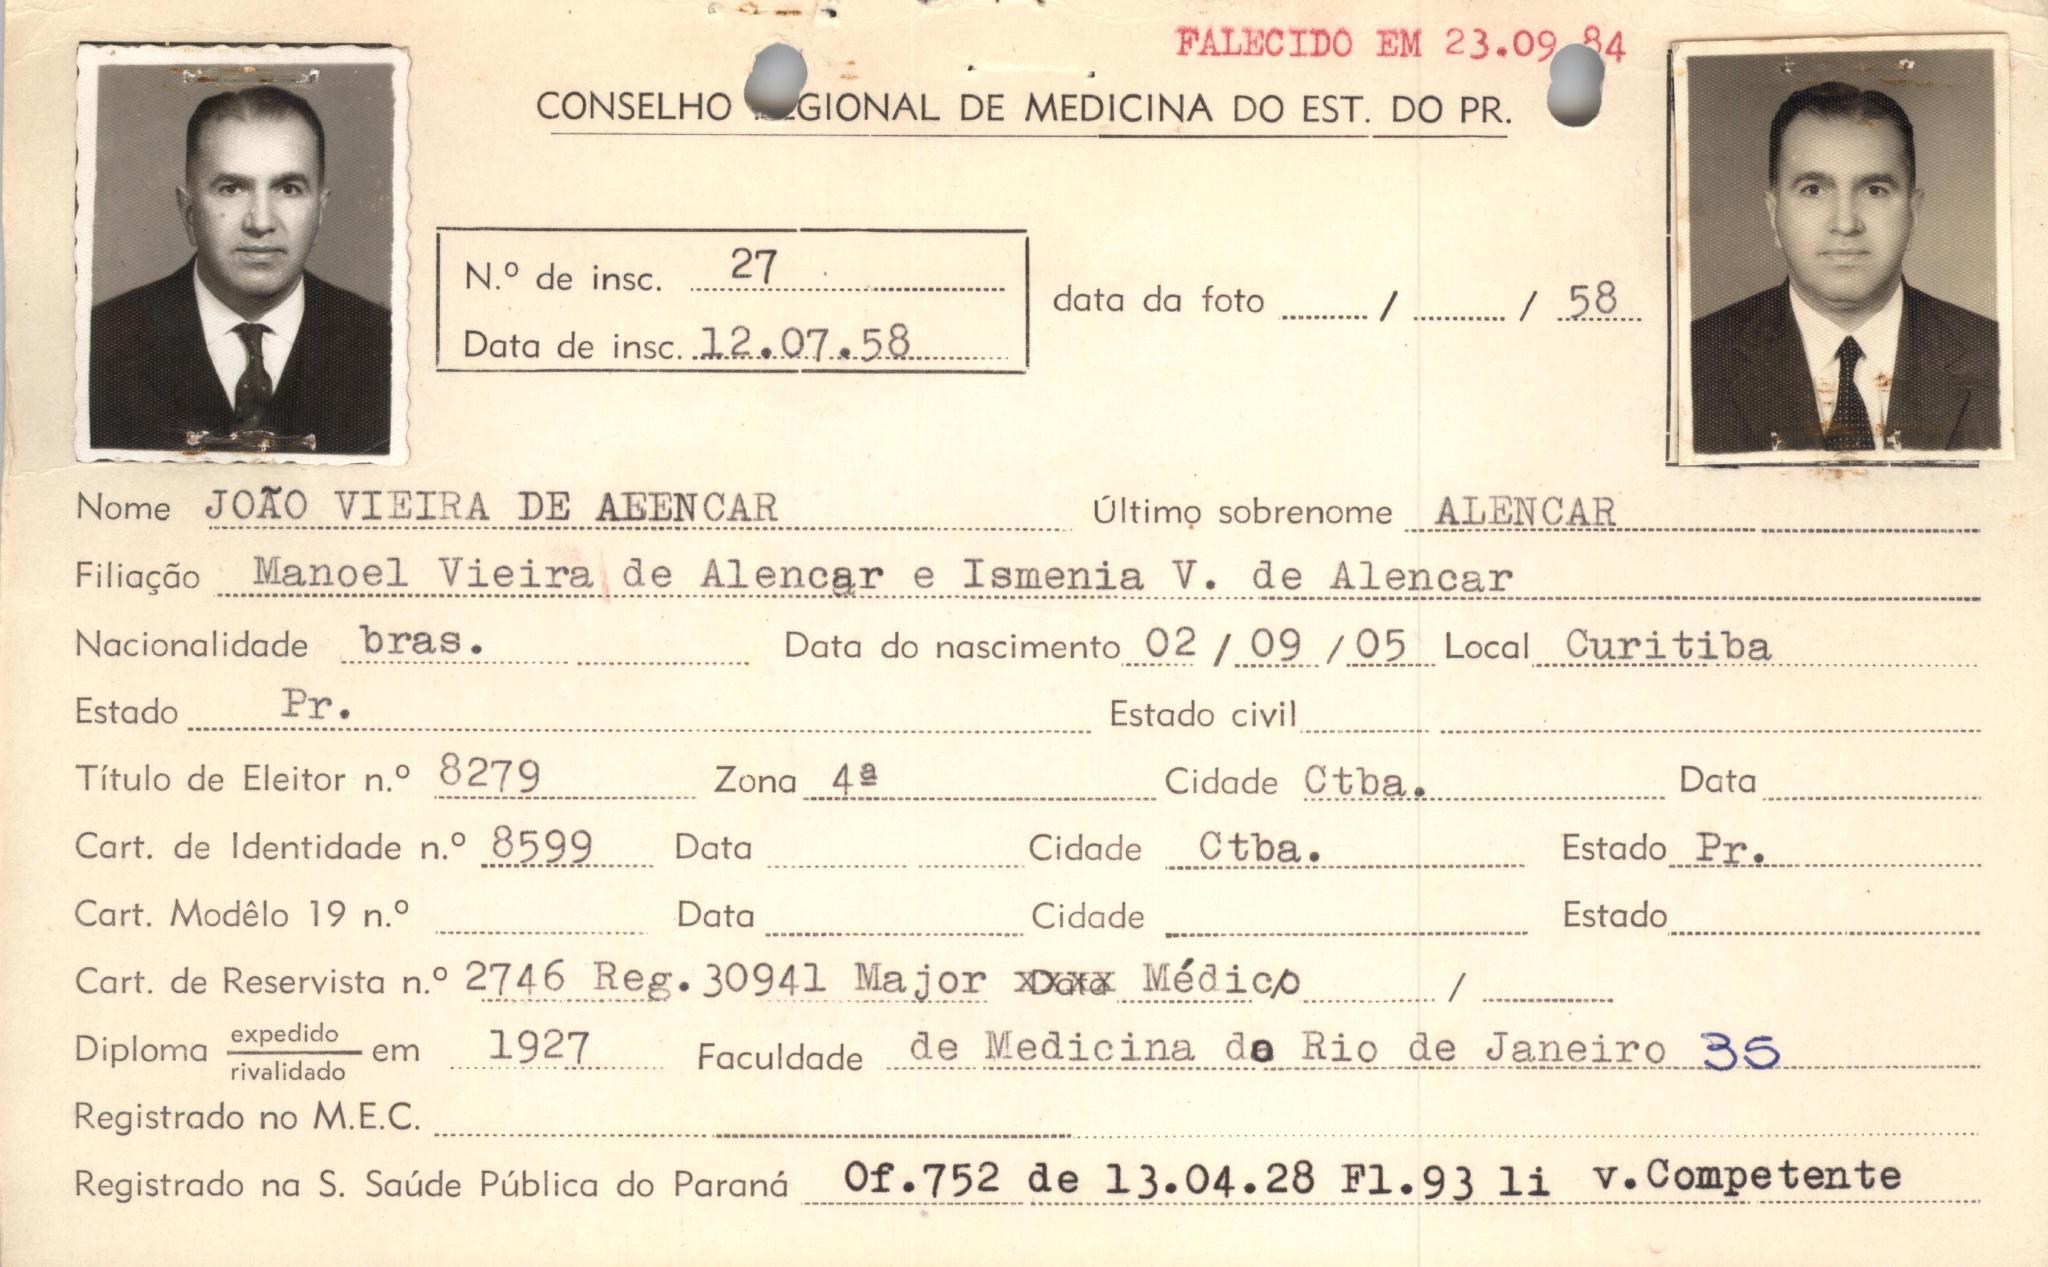 FALECIDO EM 23.09 84
CONSELHO REGIONAL DE MEDICINA DO EST. DO PR.
N.º de insc. 27
Data de insc. 12.07.58
data da foto / / 58
Nome JOÃO VIEIRA DE AEENCAR Último sobrenome ALENCAR
Filiação Manoel Vieira de Alencar e Ismenia V. de Alencar
Nacionalidade bras. Data do nascimento 02 / 09 / 05 Local Curitiba
Estado Pr. Estado civil
Título de Eleitor n.º 8279 Zona 4ª Cidade Ctba. Data
Cart. de Identidade n.º 8599 Data Cidade Ctba. Estado Pr.
Cart. Modêlo 19 n.º Data Cidade Estado
Cart. de Reservista n.º 2746 Reg. 30941 Major xxxx Médico / /
Diploma expedido/rivalidado em 1927 Faculdade de Medicina do Rio de Janeiro 35
Registrado no M.E.C.
Registrado na S. Saúde Pública do Paraná Of.752 de 13.04.28 Fl.93 li v.Competente